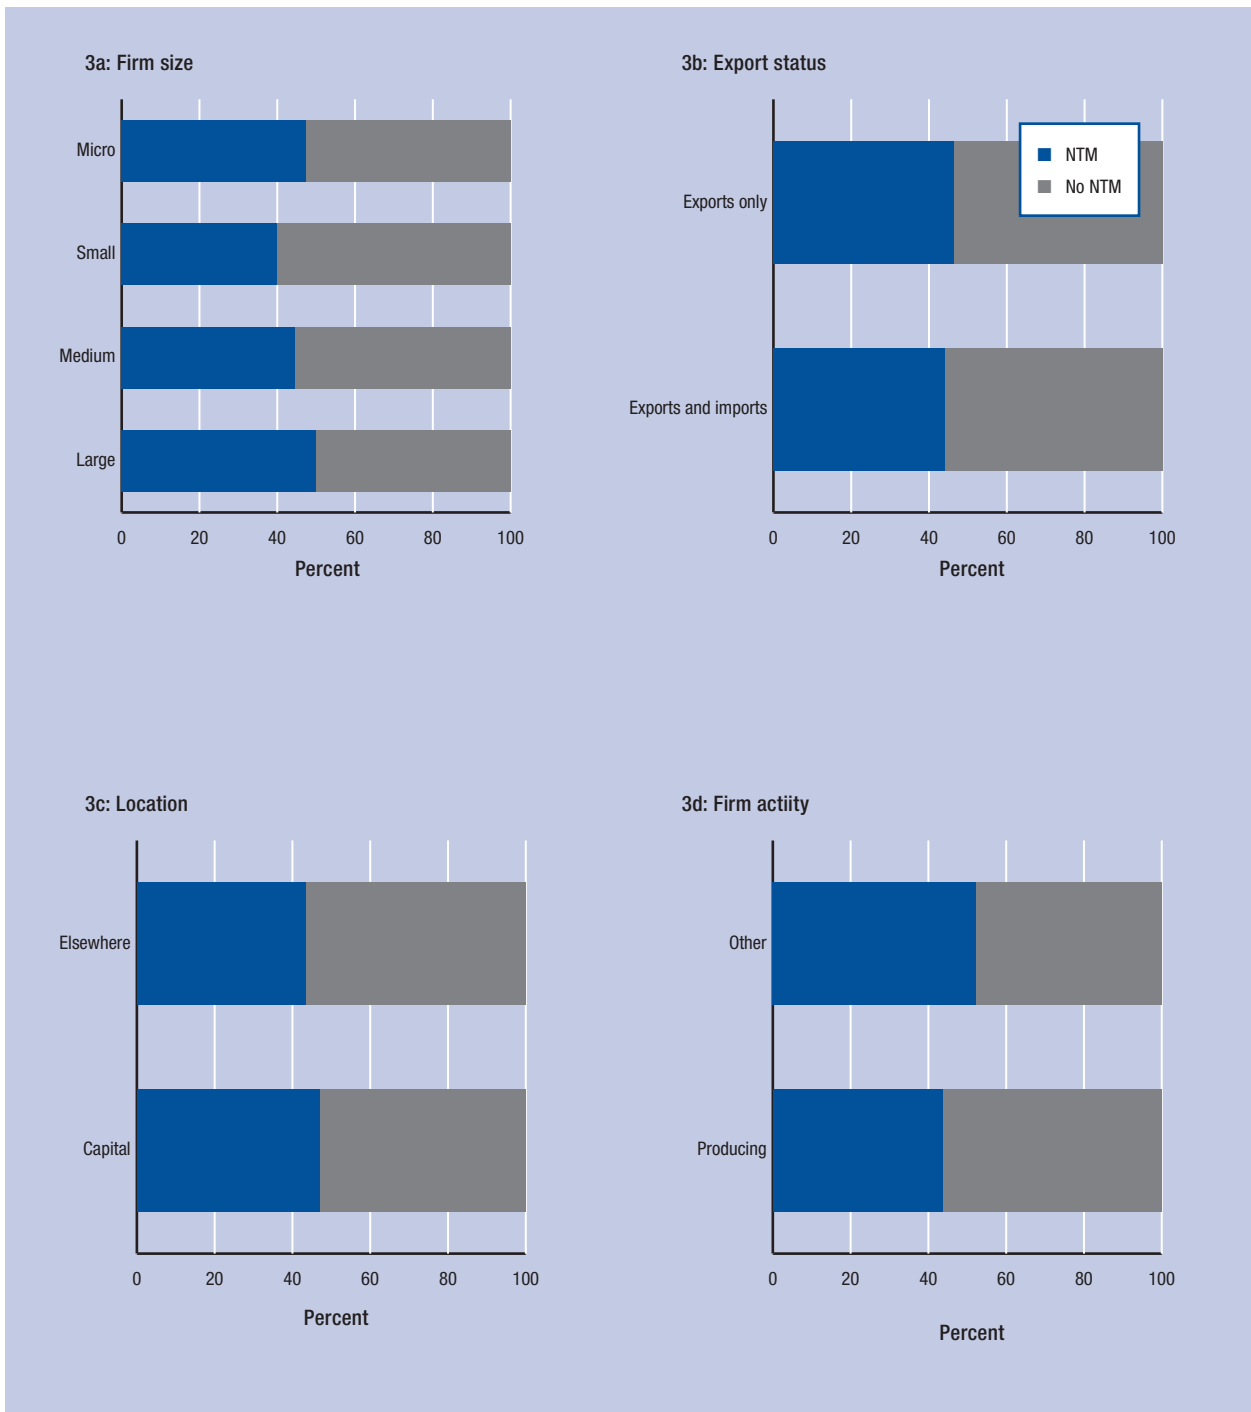 3a: Firm size
Micro
Small
Medium
Large
0 20 40 60 80 100
Percent
3b: Export status
NTM
No NTM
Exports only
Exports and imports
0 20 40 60 80 100
Percent
3c: Location
Elsewhere
Capital
0 20 40 60 80 100
Percent
3d: Firm actiity
Other
Producing
0 20 40 60 80 100
Percent